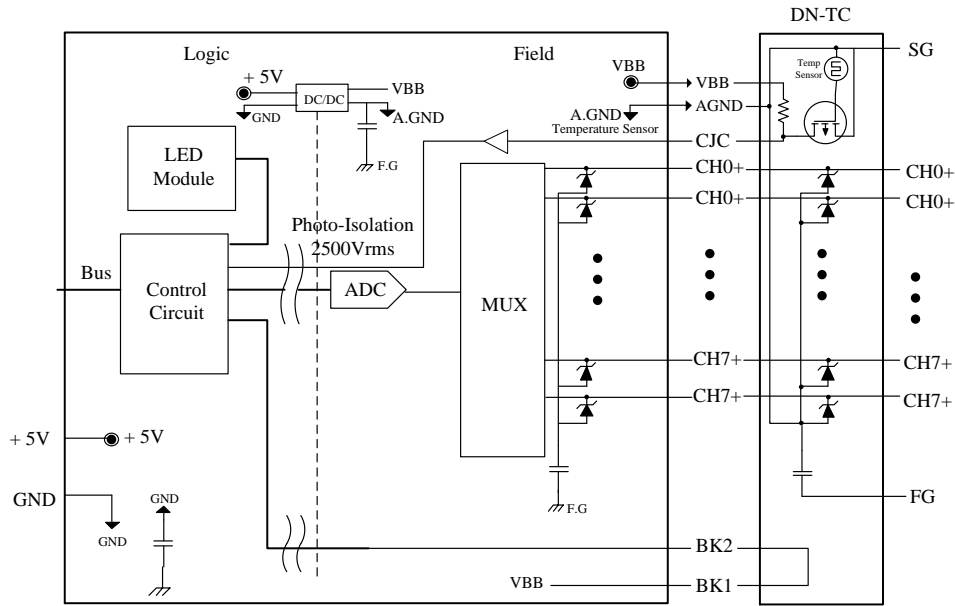 DN-TC
Logic
Field
SG
+ 5V
VBB
DC/DC
GND
A.GND
F.G
VBB
VBB
AGND
A.GND
Temperature Sensor
CJC
Temp
Sensor
LED
Module
CH0+
CH0+
CH0+
CH0+
Photo-Isolation
2500Vrms
Bus
Control
Circuit
ADC
MUX
CH7+
CH7+
CH7+
CH7+
+ 5V
+ 5V
GND
GND
GND
F.G
FG
BK2
VBB
BK1